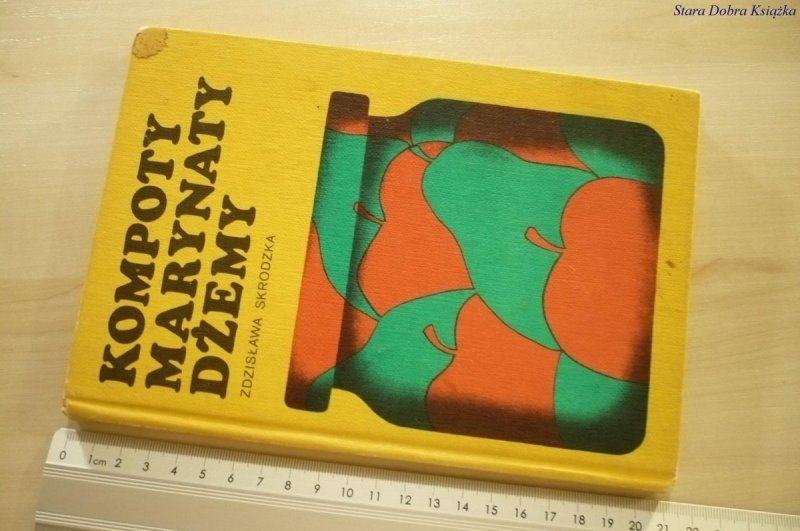 Stara Dobra Książka
KOMPOTY
MARYNATY
DŻEMY
ZDZISŁAWA SKRODZKA
0 1cm 2 3 4 5 6 7 8 9 10 11 12 13 14 15 16 17 18 19 20 21